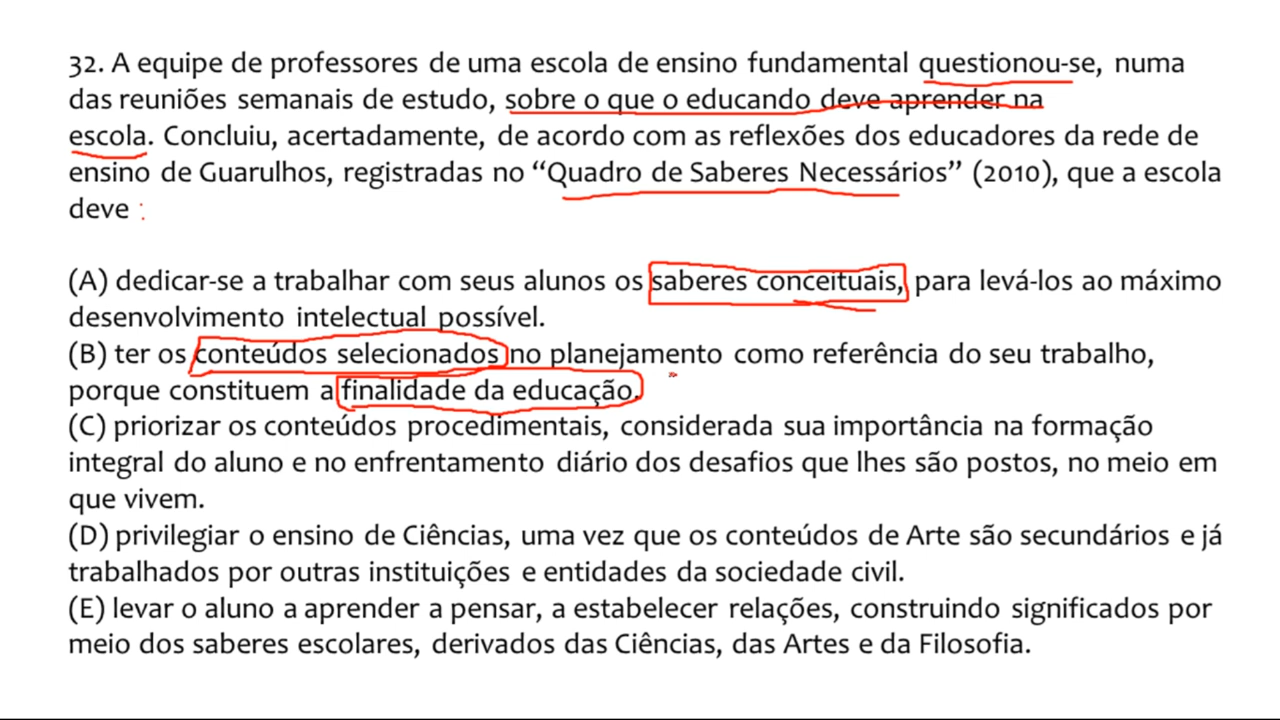 32. A equipe de professores de uma escola de ensino fundamental questionou-se, numa
das reuniões semanais de estudo, sobre o que o educando deve aprender na
escola. Concluiu, acertadamente, de acordo com as reflexões dos educadores da rede de
ensino de Guarulhos, registradas no “Quadro de Saberes Necessários” (2010), que a escola
deve :
(A) dedicar-se a trabalhar com seus alunos os saberes conceituais, para levá-los ao máximo
desenvolvimento intelectual possível.
(B) ter os conteúdos selecionados no planejamento como referência do seu trabalho,
porque constituem a finalidade da educação.
(C) priorizar os conteúdos procedimentais, considerada sua importância na formação
integral do aluno e no enfrentamento diário dos desafios que lhes são postos, no meio em
que vivem.
(D) privilegiar o ensino de Ciências, uma vez que os conteúdos de Arte são secundários e já
trabalhados por outras instituições e entidades da sociedade civil.
(E) levar o aluno a aprender a pensar, a estabelecer relações, construindo significados por
meio dos saberes escolares, derivados das Ciências, das Artes e da Filosofia.